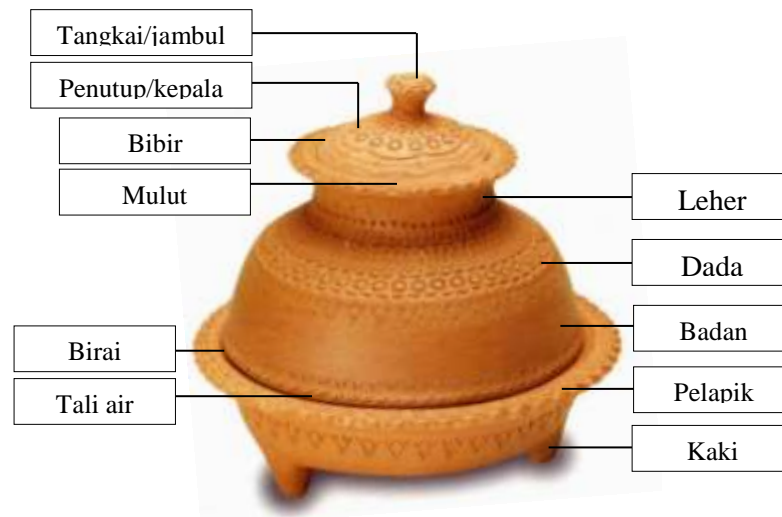 Tangkai/jambul
Penutup/kepala
Bibir
Mulut
Leher
Dada
Badan
Birai
Pelapik
Tali air
Kaki